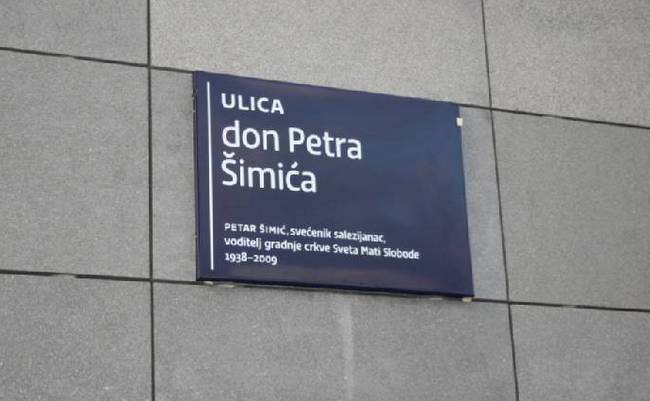 ULICA
don Petra
Šimića
PETAR ŠIMIĆ, svećenik salezijanac,
voditelj gradnje crkve Sveta Mati Slobode
1938–2009